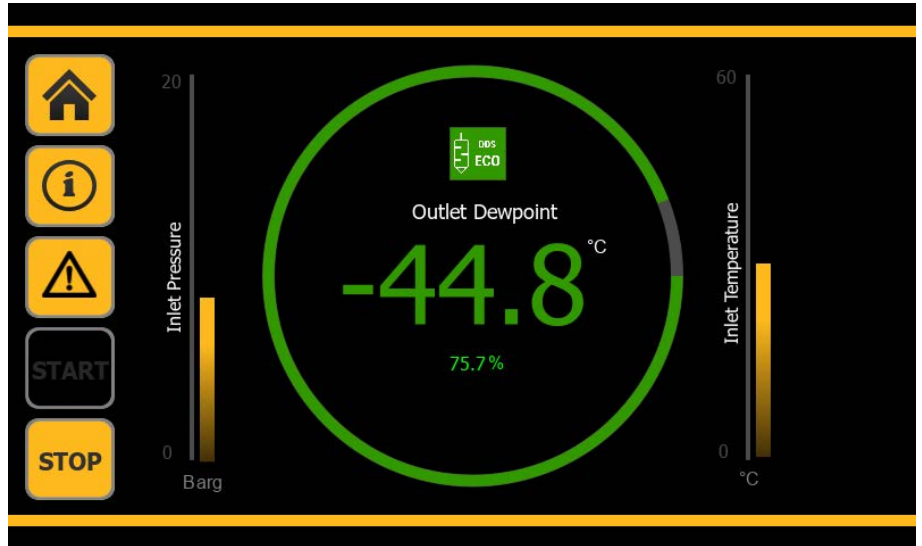 START
STOP
20
Inlet Pressure
0
Barg
DDS
ECO
Outlet Dewpoint
-44.8 °C
75.7%
60
Inlet Temperature
0
°C